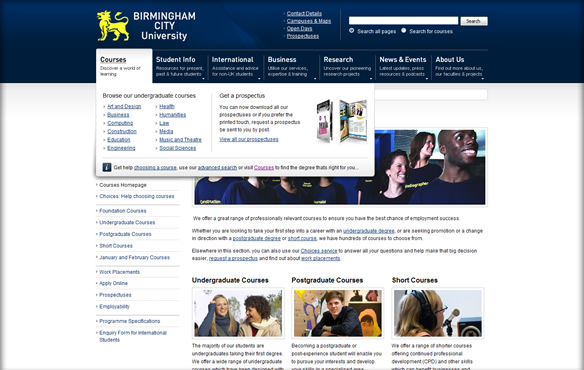 BIRMINGHAM
CITY
University
Contact Details
Campuses & Maps
Open Days
Prospectuses
Search
Search all pages
Search for courses
Courses
Discover a world of
learning
Student Info
Resources for present,
past & future students
International
Assistance and advice
for non-UK students
Business
Utilise our services,
expertise & training
Research
Uncover our pioneering
research projects
News & Events
Latest updates, press
resources & podcasts
About Us
Find out more about us,
our faculties & projects
Browse our undergraduate courses
Art and Design
Business
Computing
Construction
Education
Engineering
Health
Humanities
Law
Media
Music and Theatre
Social Sciences
Get a prospectus
You can now download all our
prospectuses or if you prefer the
printed touch, request a prospectus
be sent to you by post.
View all our prospectuses
Get help choosing a course, use our advanced search or visit Courses to find the degree thats right for you...
Courses Homepage
Choices: Help choosing courses
Foundation Courses
Undergraduate Courses
Postgraduate Courses
Short Courses
January and February Courses
Work Placements
Apply Online
Prospectuses
Employability
Programme Specifications
Enquiry Form for International
Students
We offer a great range of professionally relevant courses to ensure you have the best chance of employment success.
Whether you are looking to take your first step into a career with an undergraduate degree, or are seeking promotion or a change
in direction with a postgraduate degree or short course, we have hundreds of courses to choose from.
Elsewhere in this section, you can also use our Choices service to answer all your questions and help make that big decision
easier, request a prospectus and find out about work placements.
Undergraduate Courses
The majority of our students are
undergraduates taking their first degree.
We offer a wide range of undergraduate
courses which have been designed with
Postgraduate Courses
Becoming a postgraduate or
post-experience student will enable you
to pursue your interests and develop
your skills in a specialised area.
Short Courses
We offer a range of shorter courses
offering continued professional
development (CPD) and other skills
which can benefit your career and